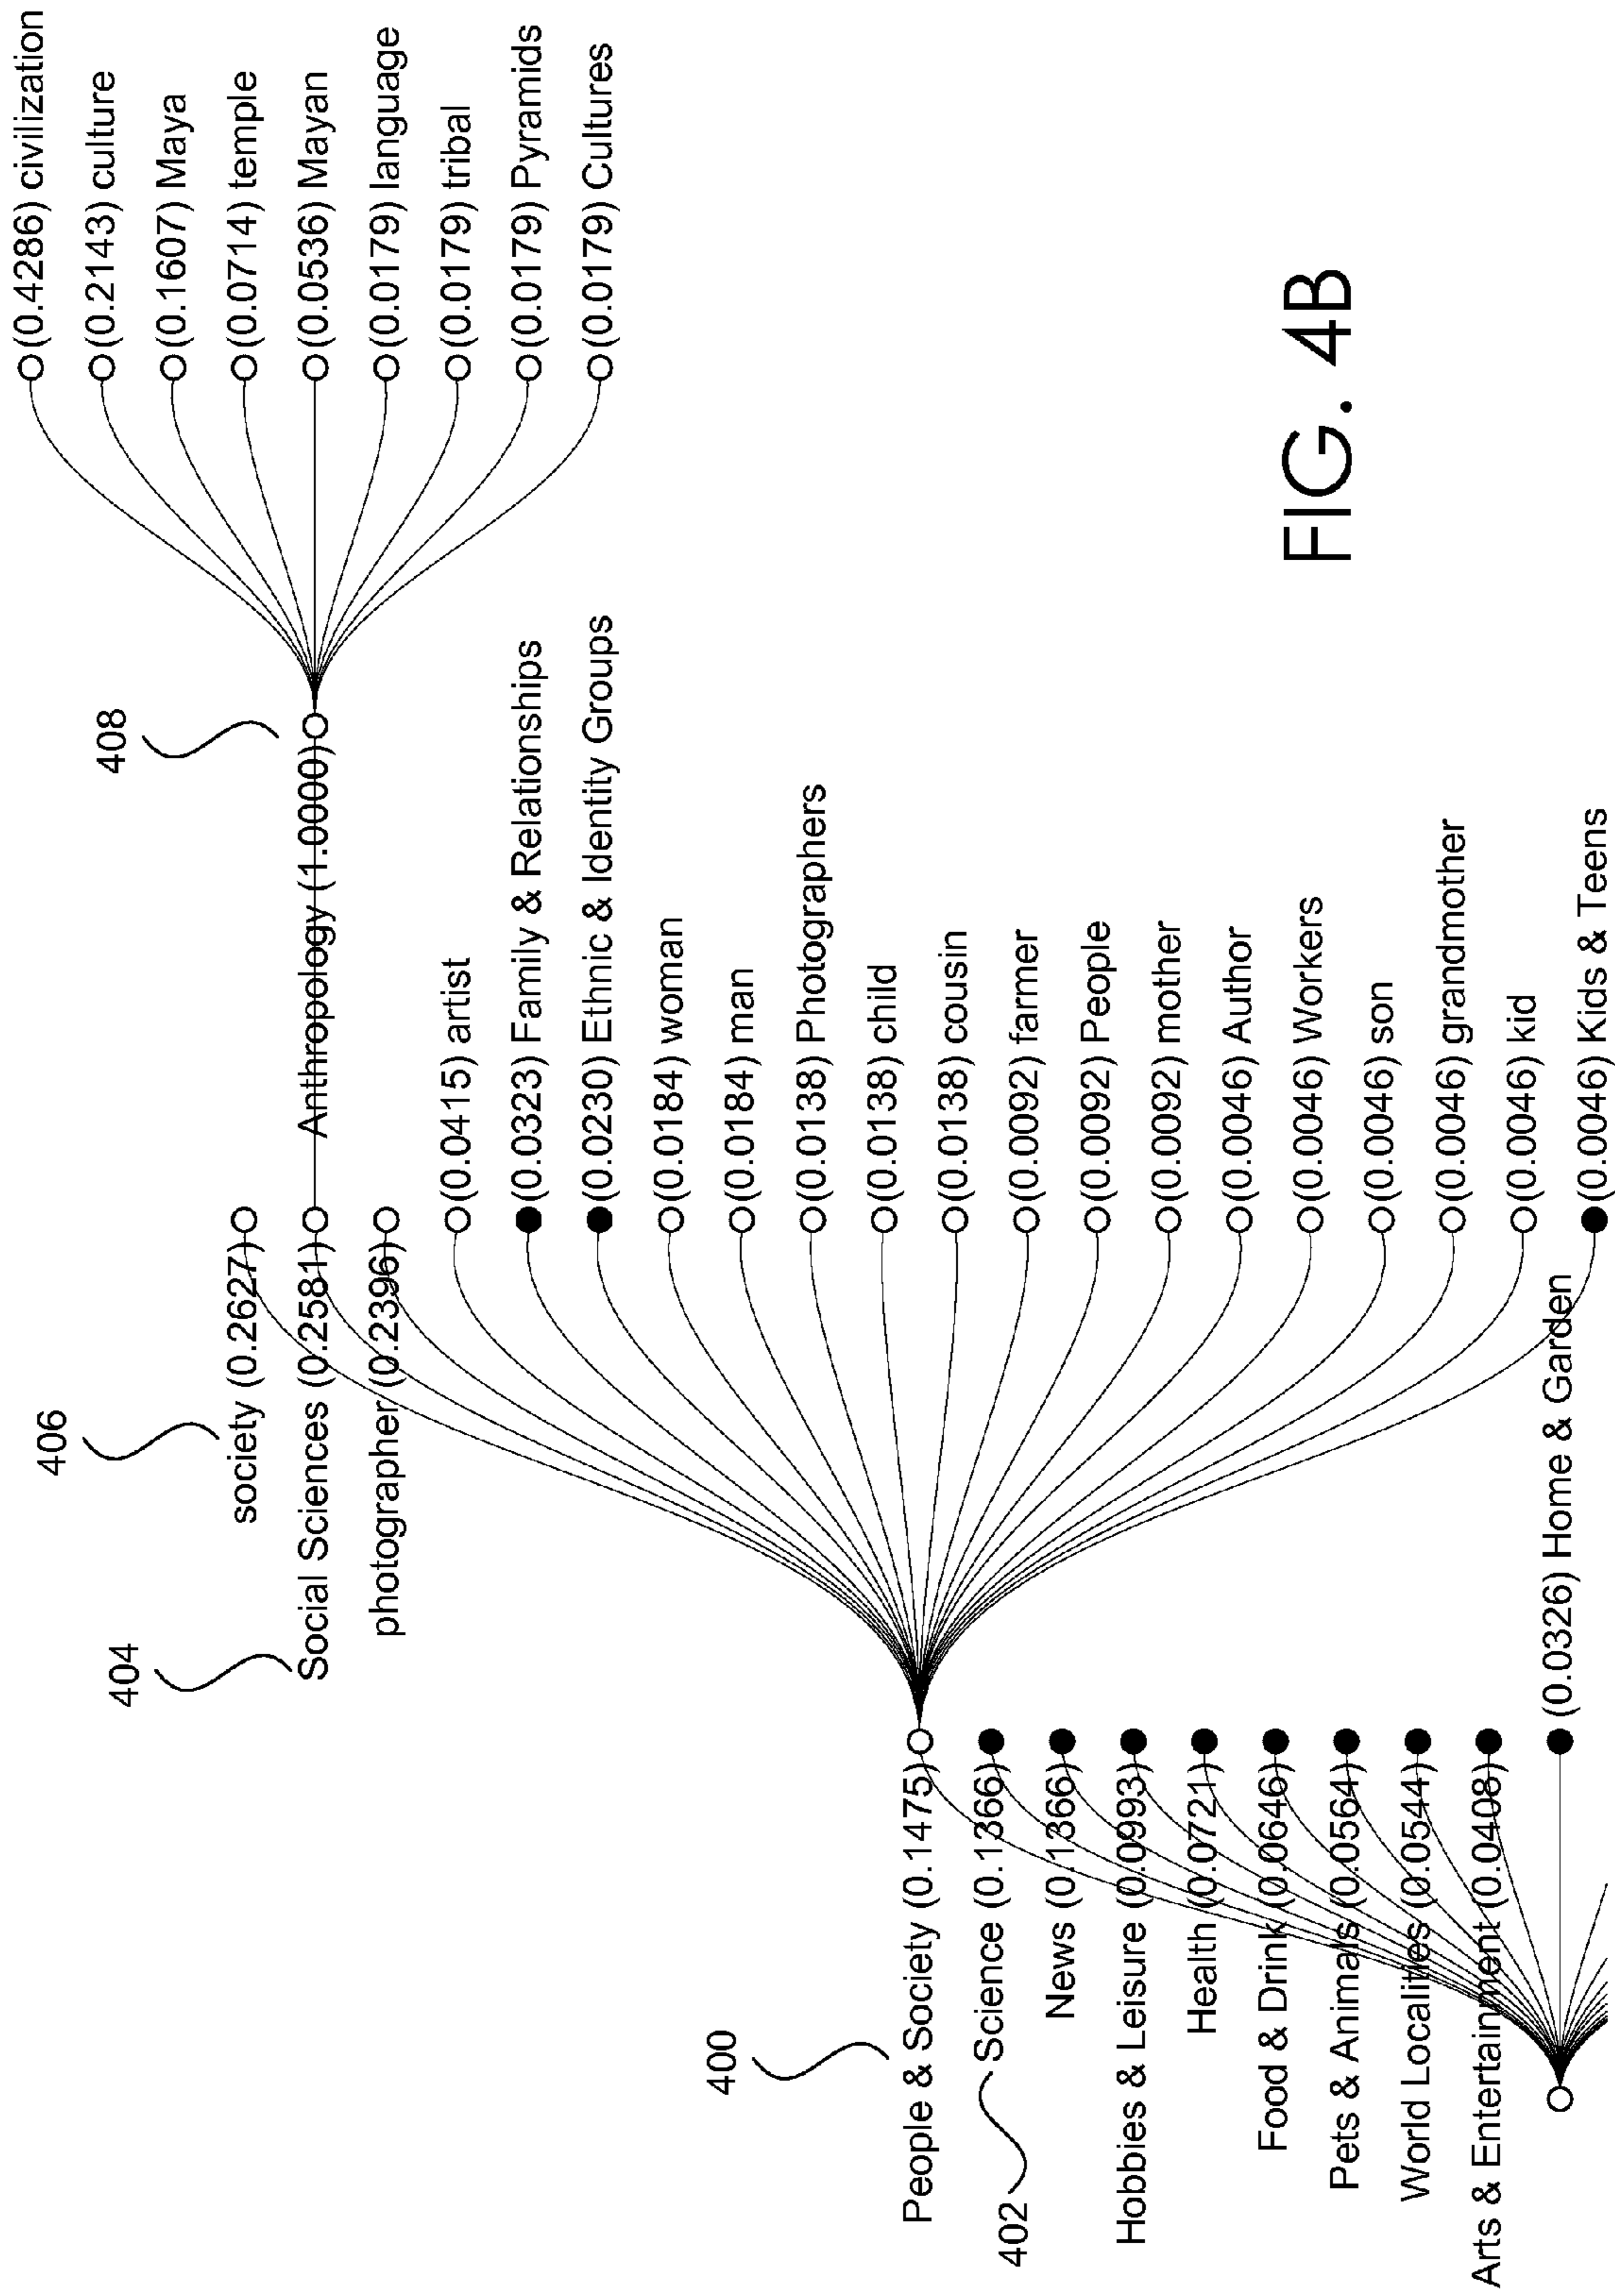 406
society (0.2627)
404
Social Sciences (0.2581)
photographer (0.2396)
408
Anthropology (1.0000)
(0.4286) civilization
(0.2143) culture
(0.1607) Maya
(0.0714) temple
(0.0536) Mayan
(0.0179) language
(0.0179) tribal
(0.0179) Pyramids
(0.0179) Cultures
(0.0415) artist
(0.0323) Family & Relationships
(0.0230) Ethnic & Identity Groups
(0.0184) woman
(0.0184) man
(0.0138) Photographers
(0.0138) child
(0.0138) cousin
(0.0092) farmer
(0.0092) People
(0.0092) mother
(0.0046) Author
(0.0046) Workers
(0.0046) son
(0.0046) grandmother
(0.0046) kid
(0.0046) Kids & Teens
400
People & Society (0.1475)
402
Science (0.1366)
News (0.1366)
Hobbies & Leisure (0.0993)
Health (0.0721)
Food & Drink (0.0646)
Pets & Animals (0.0564)
World Localities (0.0544)
Arts & Entertainment (0.0408)
(0.0326) Home & Garden
FIG. 4B